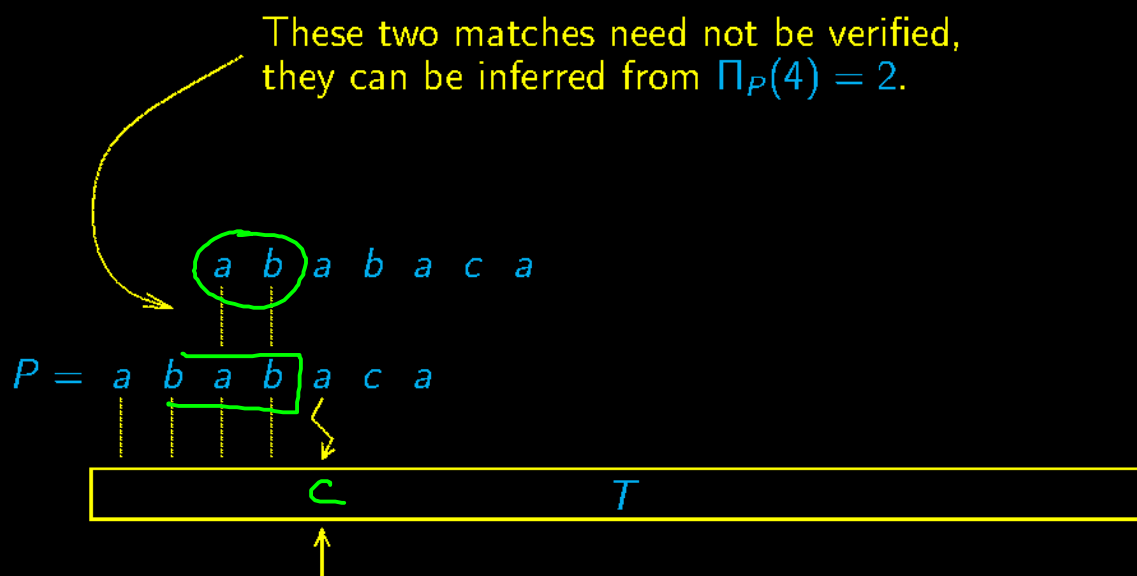 These two matches need not be verified,
they can be inferred from Π_P(4) = 2.
a b a b a c a
P = a b a b a c a
c T